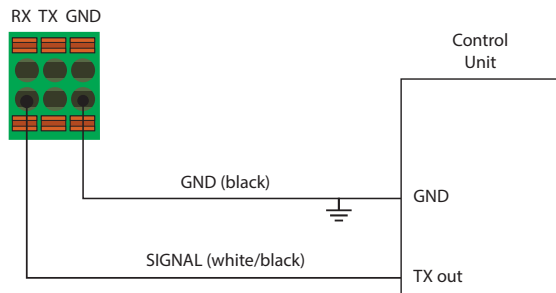 RX TX GND
Control
Unit
GND (black)
GND
SIGNAL (white/black)
TX out